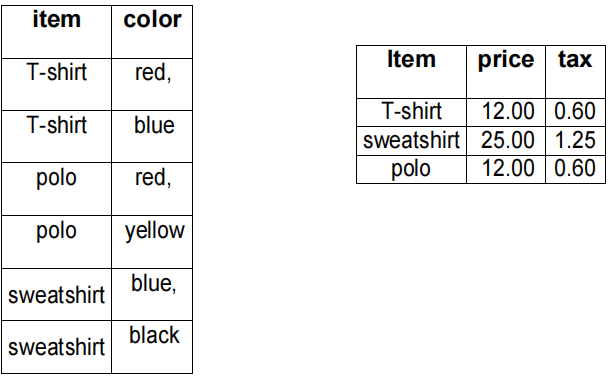 item color
T-shirt red,
T-shirt blue
polo red,
polo yellow
sweatshirt blue,
sweatshirt black
Item price tax
T-shirt 12.00 0.60
sweatshirt 25.00 1.25
polo 12.00 0.60